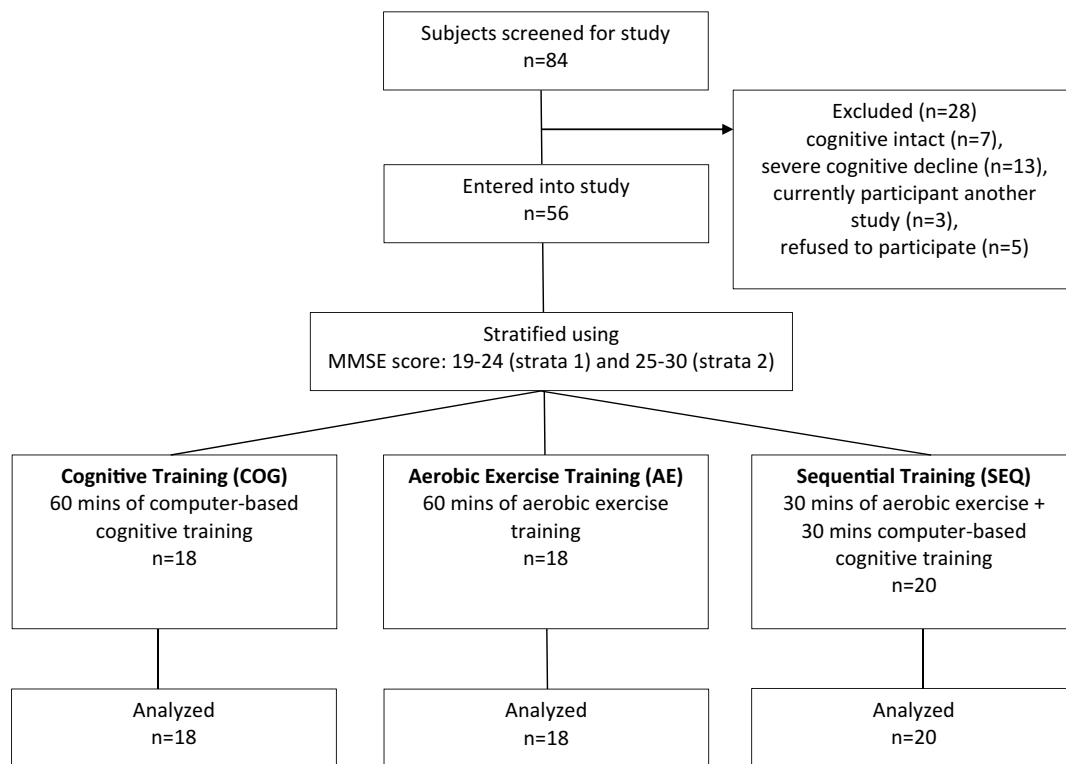 Subjects screened for study
n=84
Excluded (n=28)
cognitive intact (n=7),
severe cognitive decline (n=13),
currently participant another
study (n=3),
refused to participate (n=5)
Entered into study
n=56
Stratified using
MMSE score: 19-24 (strata 1) and 25-30 (strata 2)
Cognitive Training (COG)
60 mins of computer-based
cognitive training
n=18
Aerobic Exercise Training (AE)
60 mins of aerobic exercise
training
n=18
Sequential Training (SEQ)
30 mins of aerobic exercise +
30 mins computer-based
cognitive training
n=20
Analyzed
n=18
Analyzed
n=18
Analyzed
n=20